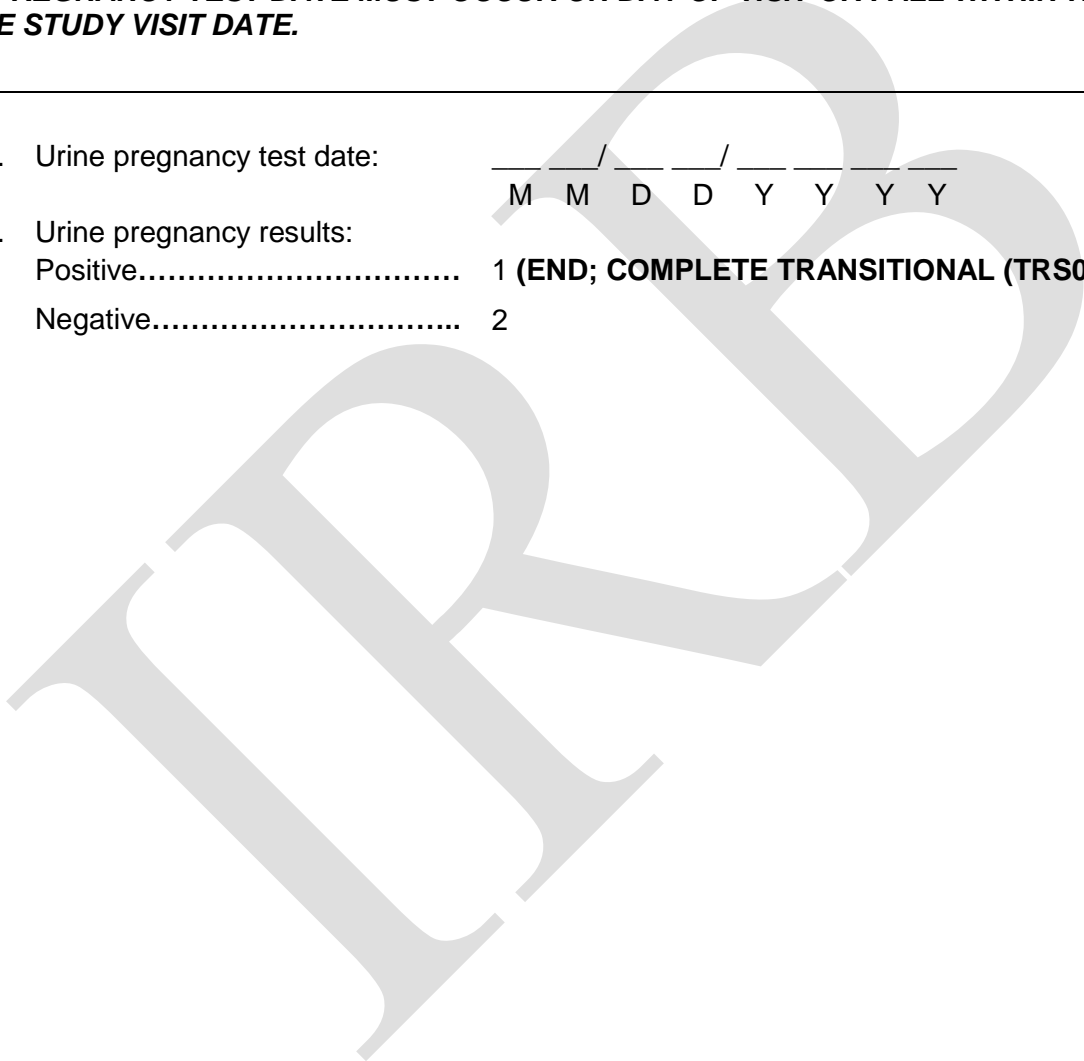 E STUDY VISIT DATE.
. Urine pregnancy test date: ___ ___/ ___ ___/ ___ ___ ___ ___
M M D D Y Y Y Y
. Urine pregnancy results:
Positive…………………………… 1 (END; COMPLETE TRANSITIONAL (TRS0
Negative………………………….. 2
IRB